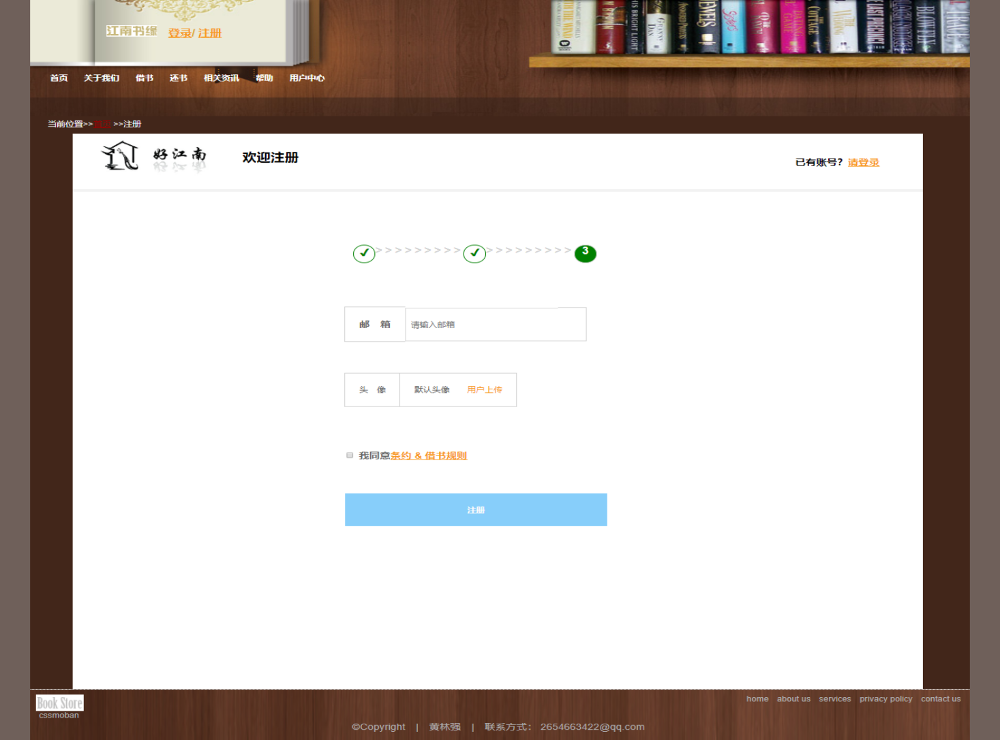 江南书缘 登录/ 注册
首页 关于我们 借书 还书 相关资讯 帮助 用户中心
当前位置>>首页 >>注册
好江南 欢迎注册 已有账号? 请登录
>>>>>>>>> >>>>>>>>> 3
邮 箱 请输入邮箱
头 像 默认头像 用户上传
我同意条约 & 借书规则
注册
Book Store
cssmoban
home about us services privacy policy contact us
©Copyright | 黄林强 | 联系方式: 2654663422@qq.com